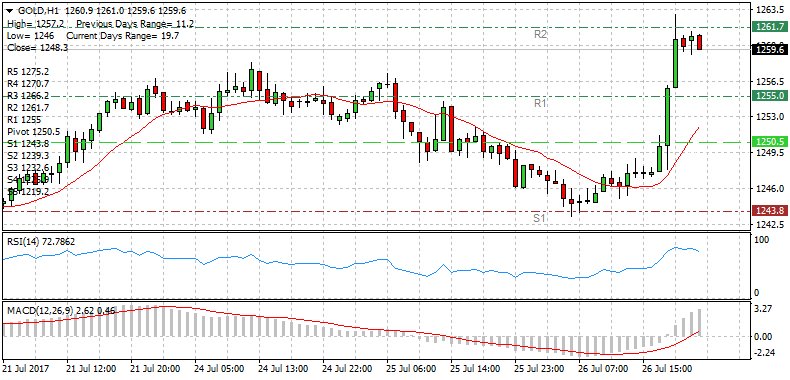 GOLD,H1 1260.9 1261.0 1259.6 1259.6
High= 1257.2 Previous Days Range= 11.2
Low= 1246 Current Days Range= 19.7
Close= 1248.3
R5 1275.2
R4 1270.7
R3 1266.2
R2 1261.7
R1 1255
Pivot 1250.5
S1 1243.8
S2 1239.3
S3 1232.6
S5 1219.2
R2
R1
S1
1263.5
1261.7
1259.6
1256.5
1255.0
1253.0
1250.5
1249.5
1246.0
1243.8
1242.5
RSI(14) 72.7862
100
0
MACD(12,26,9) 2.62 0.46
3.27
0.00
-2.24
21 Jul 2017
21 Jul 12:00
21 Jul 20:00
24 Jul 05:00
24 Jul 13:00
24 Jul 22:00
25 Jul 06:00
25 Jul 14:00
25 Jul 23:00
26 Jul 07:00
26 Jul 15:00